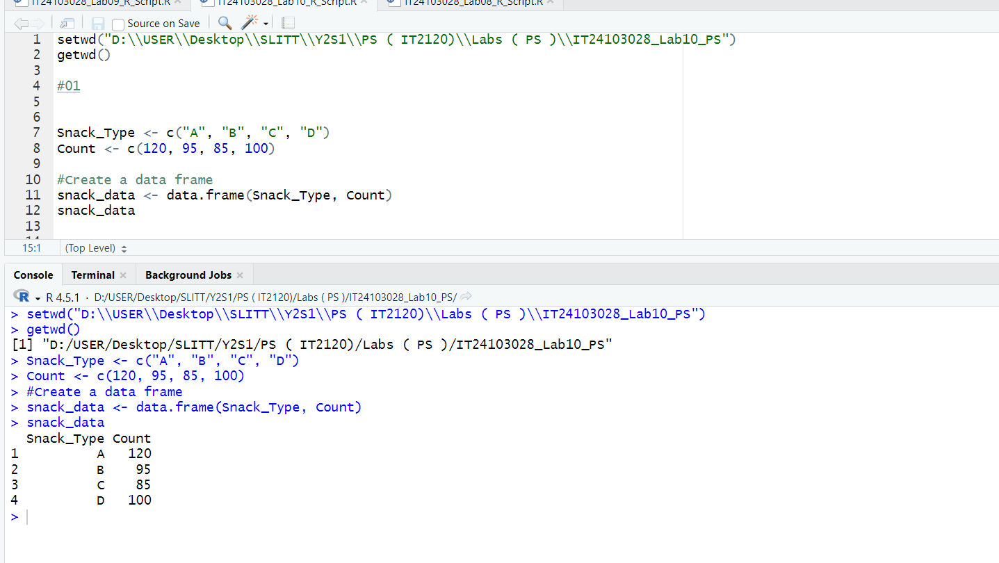 IT24103028_Lab09_R_Script.R × IT24103028_Lab10_R_Script.R × IT24103028_Lab08_R_Script.R ×
Source on Save
1 setwd("D:\\USER\\Desktop\\SLITT\\Y2S1\\PS ( IT2120)\\Labs ( PS )\\IT24103028_Lab10_PS")
2 getwd()
3
4 #01
5
6
7 Snack_Type <- c("A", "B", "C", "D")
8 Count <- c(120, 95, 85, 100)
9
10 #Create a data frame
11 snack_data <- data.frame(Snack_Type, Count)
12 snack_data
13
14
15:1 (Top Level)
Console Terminal × Background Jobs ×
R 4.5.1 · D:/USER/Desktop/SLITT/Y2S1/PS ( IT2120)/Labs ( PS )/IT24103028_Lab10_PS/
> setwd("D:\\USER\\Desktop\\SLITT\\Y2S1\\PS ( IT2120)\\Labs ( PS )\\IT24103028_Lab10_PS")
> getwd()
[1] "D:/USER/Desktop/SLITT/Y2S1/PS ( IT2120)/Labs ( PS )/IT24103028_Lab10_PS"
> Snack_Type <- c("A", "B", "C", "D")
> Count <- c(120, 95, 85, 100)
> #Create a data frame
> snack_data <- data.frame(Snack_Type, Count)
> snack_data
  Snack_Type Count
1          A   120
2          B    95
3          C    85
4          D   100
>